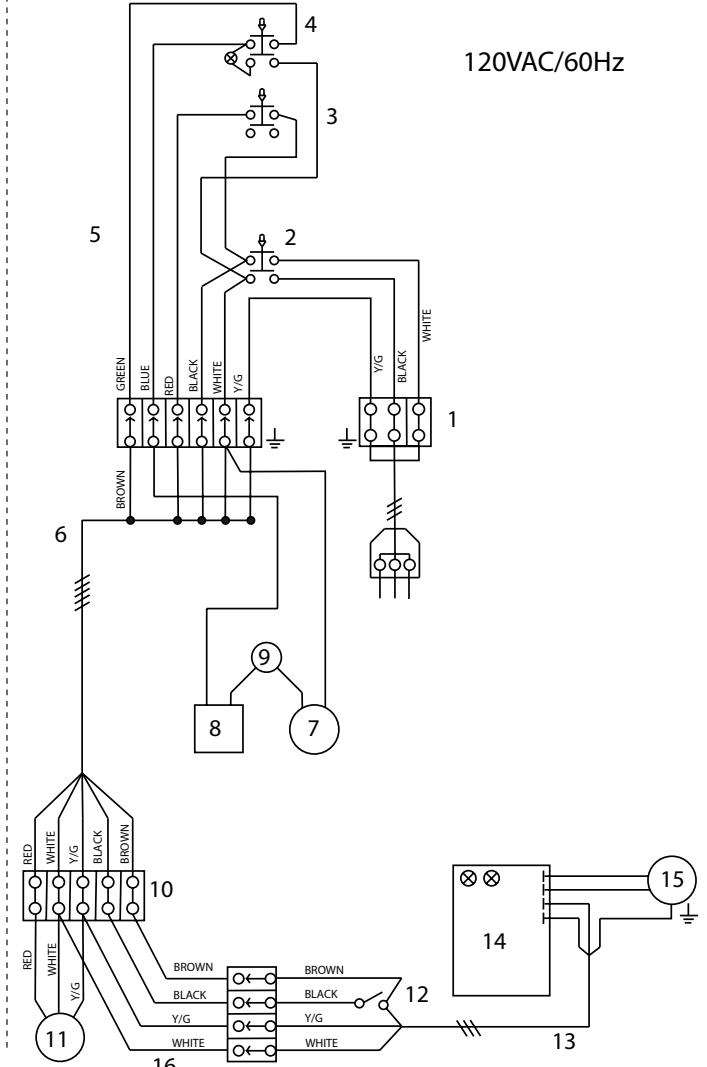 4
120VAC/60Hz
3
5
2
GREEN
BLUE
RED
BLACK
WHITE
Y/G
Y/G
BLACK
WHITE
1
BROWN
6
9
8
7
RED
WHITE
Y/G
BLACK
BROWN
10
15
14
RED
WHITE
Y/G
BROWN
BROWN
BLACK
BLACK
12
Y/G
Y/G
WHITE
WHITE
11
13
16